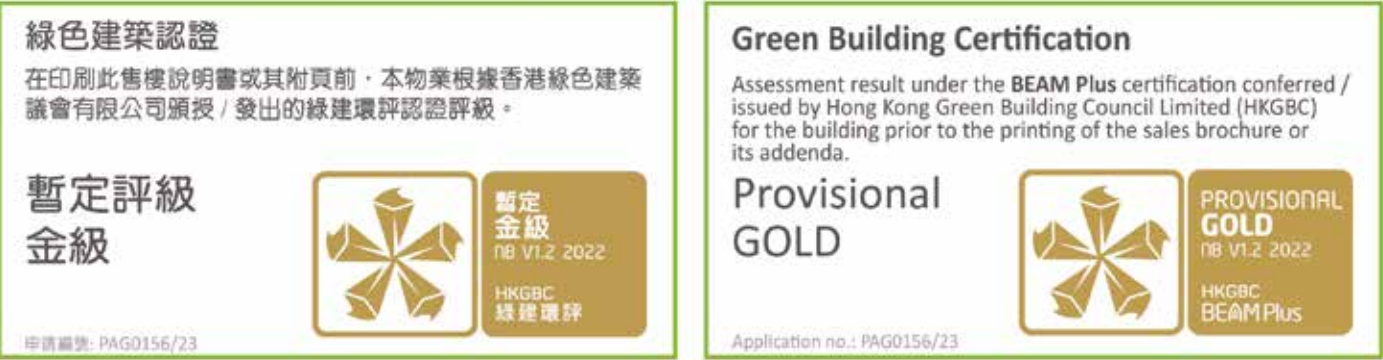 綠色建築認證
在印刷此售樓說明書或其附頁前，本物業根據香港綠色建築
議會有限公司頒授 / 發出的綠建環評認證評級。
暫定評級
金級
暫定
金級
NB V1.2 2022
HKGBC
綠建環評
申請編號: PAG0156/23
Green Building Certification
Assessment result under the BEAM Plus certification conferred /
issued by Hong Kong Green Building Council Limited (HKGBC)
for the building prior to the printing of the sales brochure or
its addenda.
Provisional
GOLD
PROVISIONAL
GOLD
NB V1.2 2022
HKGBC
BEAM Plus
Application no.: PAG0156/23